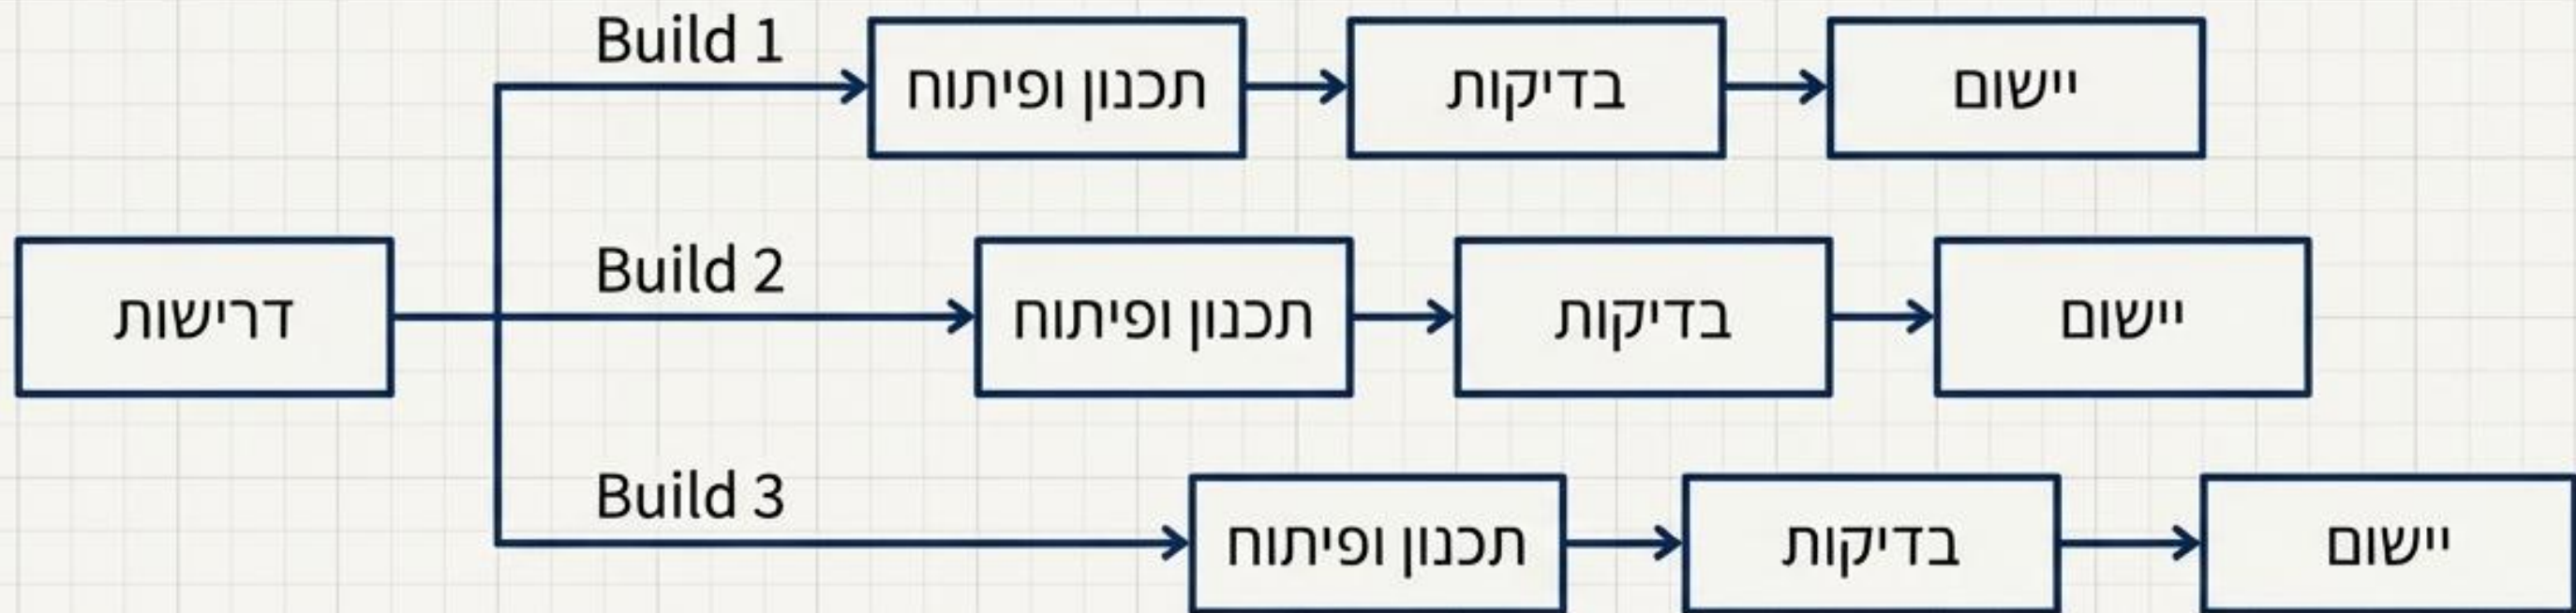 Build 1
תכנון ופיתוח
בדיקות
יישום
דרישות
Build 2
תכנון ופיתוח
בדיקות
יישום
Build 3
תכנון ופיתוח
בדיקות
יישום